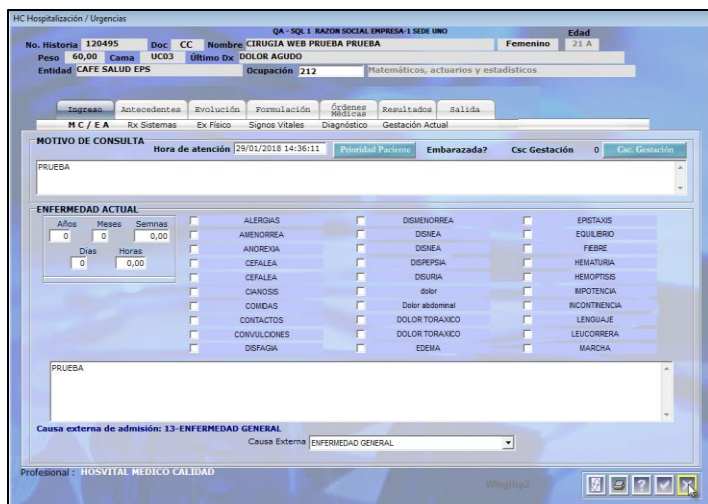 HC Hospitalización / Urgencias
QA - SQL 1 RAZON SOCIAL EMPRESA-1 SEDE UNO Edad
No. Historia 120495 Doc CC Nombre CIRUGIA WEB PRUEBA PRUEBA Femenino 21 A
Peso 60,00 Cama UC03 Último Dx DOLOR AGUDO
Entidad CAFE SALUD EPS Ocupación 212 Matemáticos, actuarios y estadísticos
Ingreso Antecedentes Evolución Formulación Órdenes Médicas Resultados Salida
M C / E A Rx Sistemas Ex Físico Signos Vitales Diagnóstico Gestación Actual
MOTIVO DE CONSULTA
Hora de atención 29/01/2018 14:36:11 Prioridad Paciente Embarazada? Csc Gestación 0 Csc. Gestación
PRUEBA
ENFERMEDAD ACTUAL
Años Meses Semnas
0 0 0,00
Dias Horas
0 0,00
ALERGIAS DISMENORREA EPISTAXIS
AMENORREA DISNEA EQUILIBRIO
ANOREXIA DISNEA FIEBRE
CEFALEA DISPEPSIA HEMATURIA
CEFALEA DISURIA HEMOPTISIS
CIANOSIS dolor IMPOTENCIA
COMIDAS Dolor abdominal INCONTINENCIA
CONTACTOS DOLOR TORAXICO LENGUAJE
CONVULCIONES DOLOR TORAXICO LEUCORRERA
DISFAGIA EDEMA MARCHA
PRUEBA
Causa externa de admisión: 13-ENFERMEDAD GENERAL
Causa Externa ENFERMEDAD GENERAL
Profesional : HOSVITAL MEDICO CALIDAD